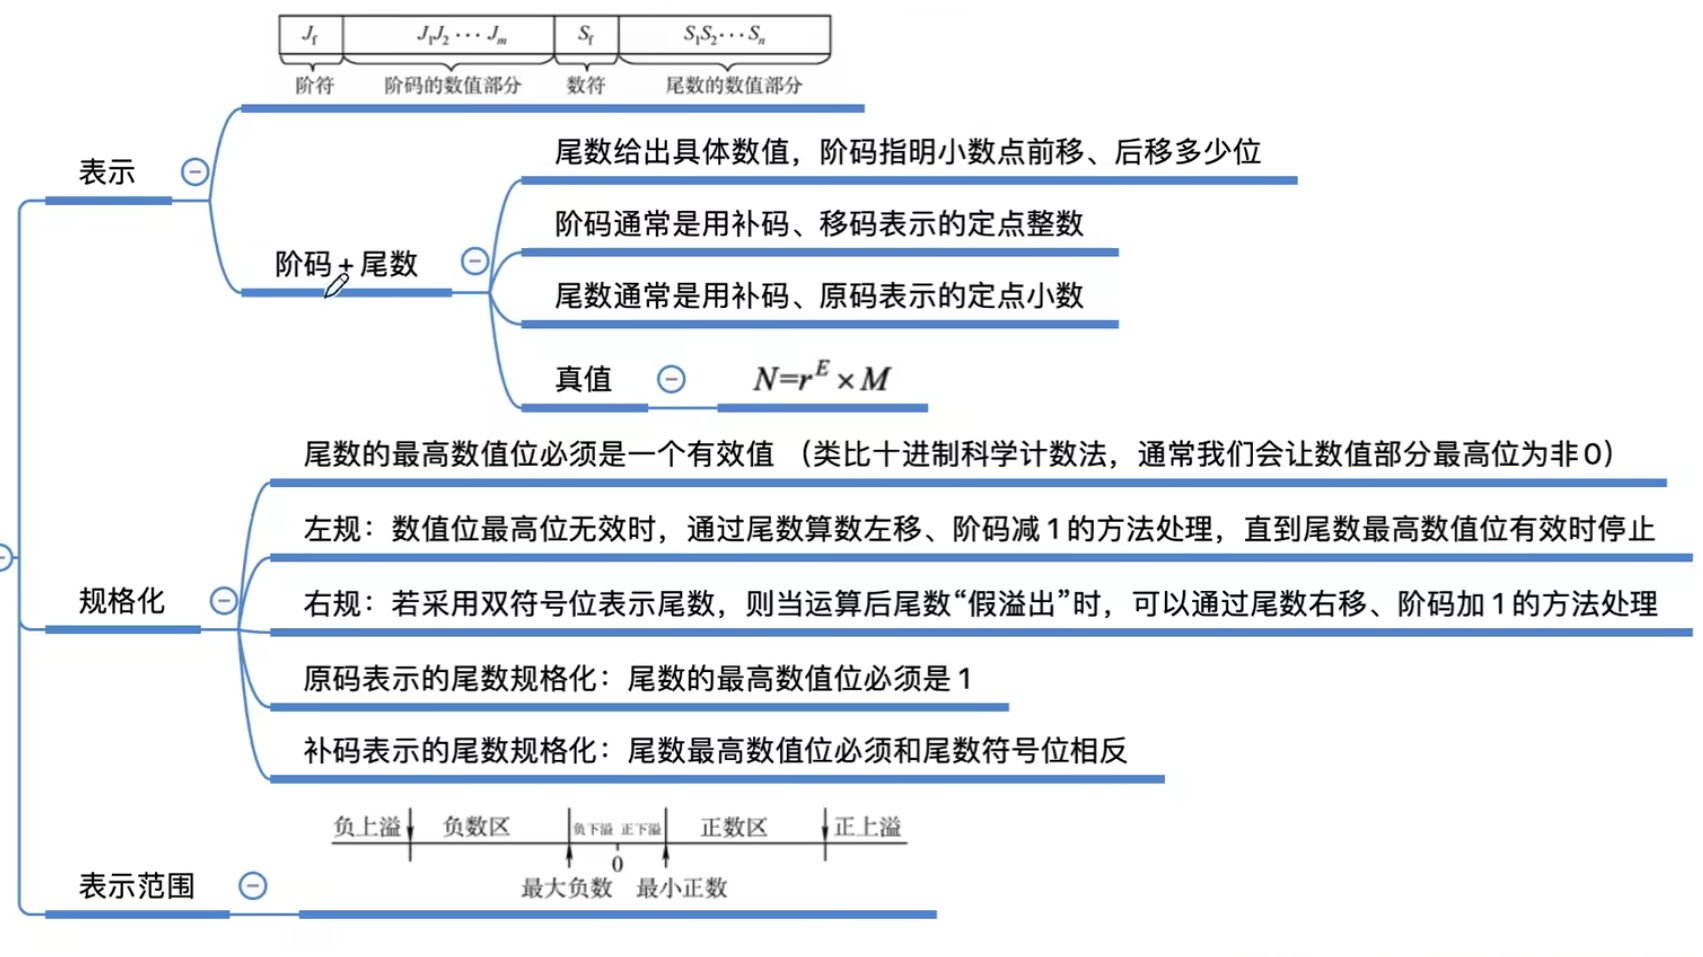 J_f J_1J_2 ··· J_m S_f S_1S_2 ··· S_n
阶符 阶码的数值部分 数符 尾数的数值部分
表示
阶码+尾数
尾数给出具体数值，阶码指明小数点前移、后移多少位
阶码通常是用补码、移码表示的定点整数
尾数通常是用补码、原码表示的定点小数
真值
N=r^E×M
规格化
尾数的最高数值位必须是一个有效值 （类比十进制科学计数法，通常我们会让数值部分最高位为非0）
左规：数值位最高位无效时，通过尾数算数左移、阶码减1的方法处理，直到尾数最高数值位有效时停止
右规：若采用双符号位表示尾数，则当运算后尾数“假溢出”时，可以通过尾数右移、阶码加1的方法处理
原码表示的尾数规格化：尾数的最高数值位必须是1
补码表示的尾数规格化：尾数最高数值位必须和尾数符号位相反
表示范围
负上溢 负数区 负下溢 正下溢 正数区 正上溢
0
最大负数 最小正数